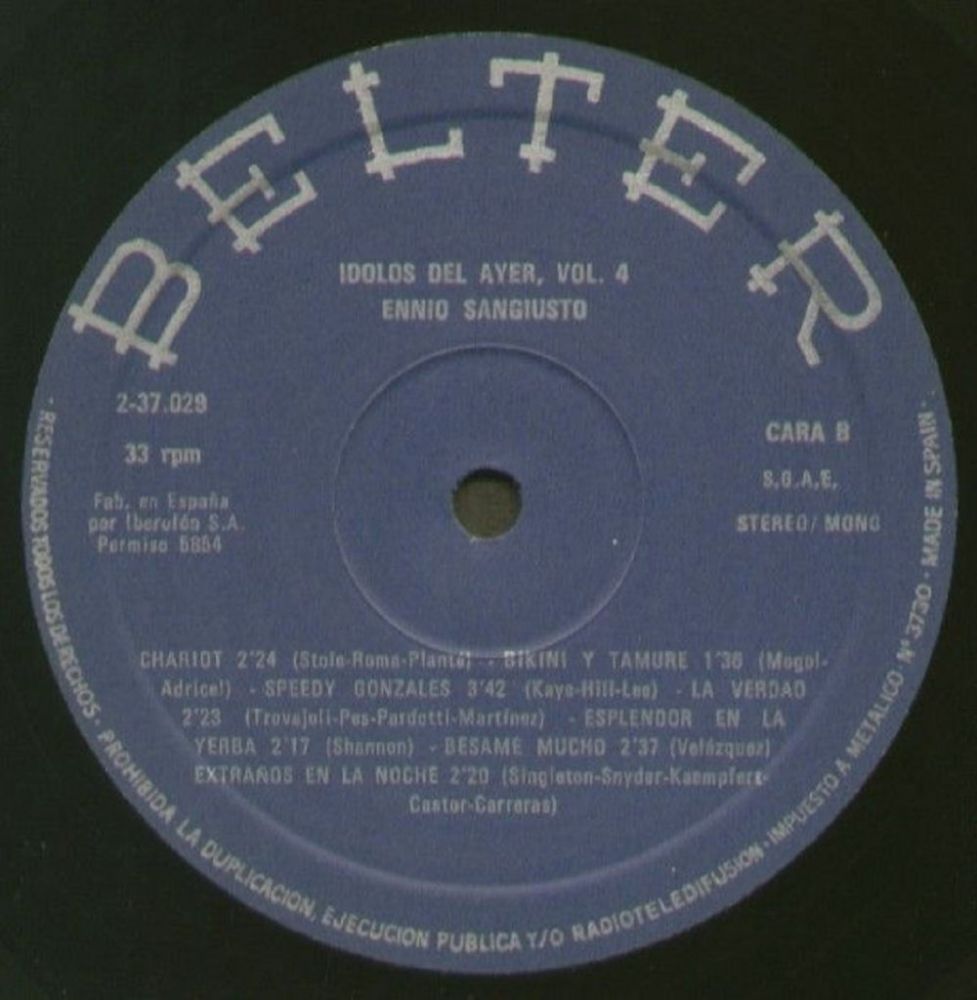 BELTER
IDOLOS DEL AYER, VOL. 4
ENNIO SANGIUSTO
2-37.029
33 rpm
Fab. en España
por Iberofón S.A.
Permiso 5854
CARA B
S.G.A.E.
STEREO/MONO
CHARIOT 2'24 (Stole-Roma-Plante) - BIKINI Y TAMURE 1'36 (Mogol-
Adricel) - SPEEDY GONZALES 3'42 (Kaye-Hill-Lee) - LA VERDAD
2'23 (Trovajoli-Pes-Pardotti-Martínez) - ESPLENDOR EN LA
YERBA 2'17 (Shannon) - BESAME MUCHO 2'37 (Velázquez)
EXTRAÑOS EN LA NOCHE 2'20 (Singleton-Snyder-Kaempfert-
Cantor-Carreras)
· RESERVADOS TODOS LOS DERECHOS · PROHIBIDA LA DUPLICACION, EJECUCION PUBLICA Y/O RADIOTELEDIFUSION · IMPUESTO A METALICO Nº 3730 · MADE IN SPAIN ·